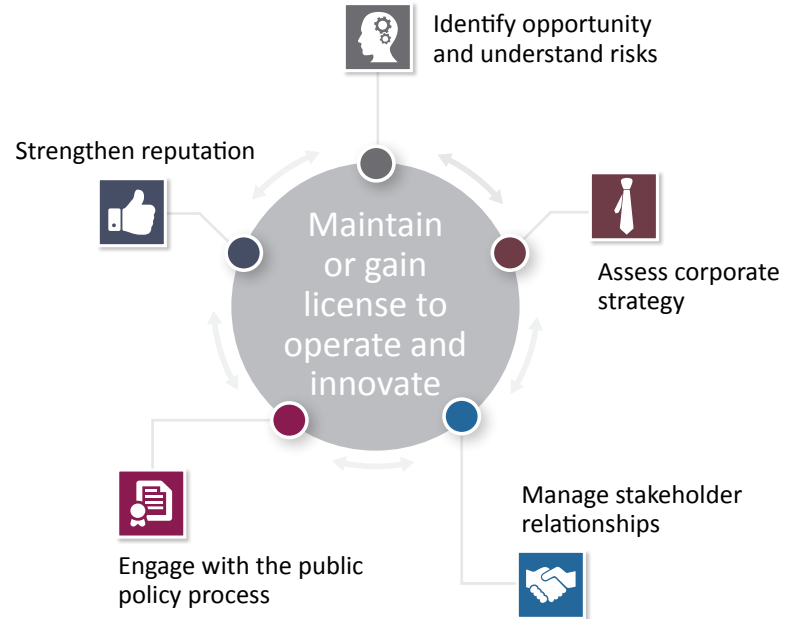 Identify opportunity
and understand risks
Strengthen reputation
Maintain
or gain
license to
operate and
innovate
Assess corporate
strategy
Manage stakeholder
relationships
Engage with the public
policy process